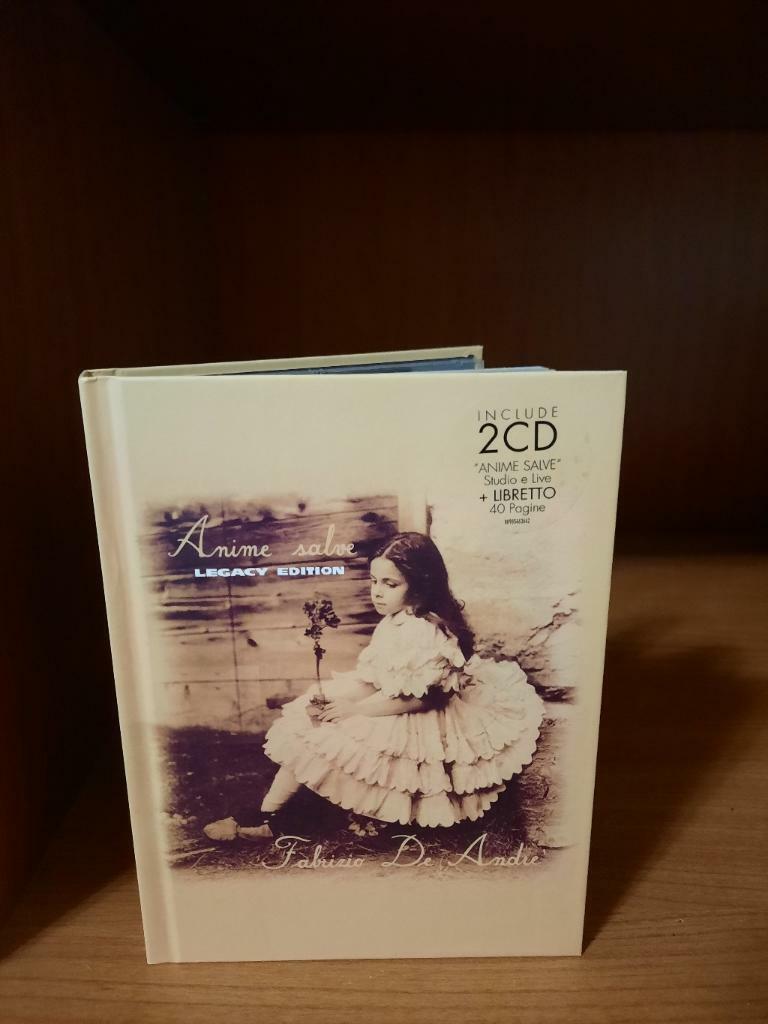 INCLUDE
2CD
"ANIME SALVE"
Studio e Live
+ LIBRETTO
40 Pagine
Anime salve
LEGACY EDITION
Fabrizio De André